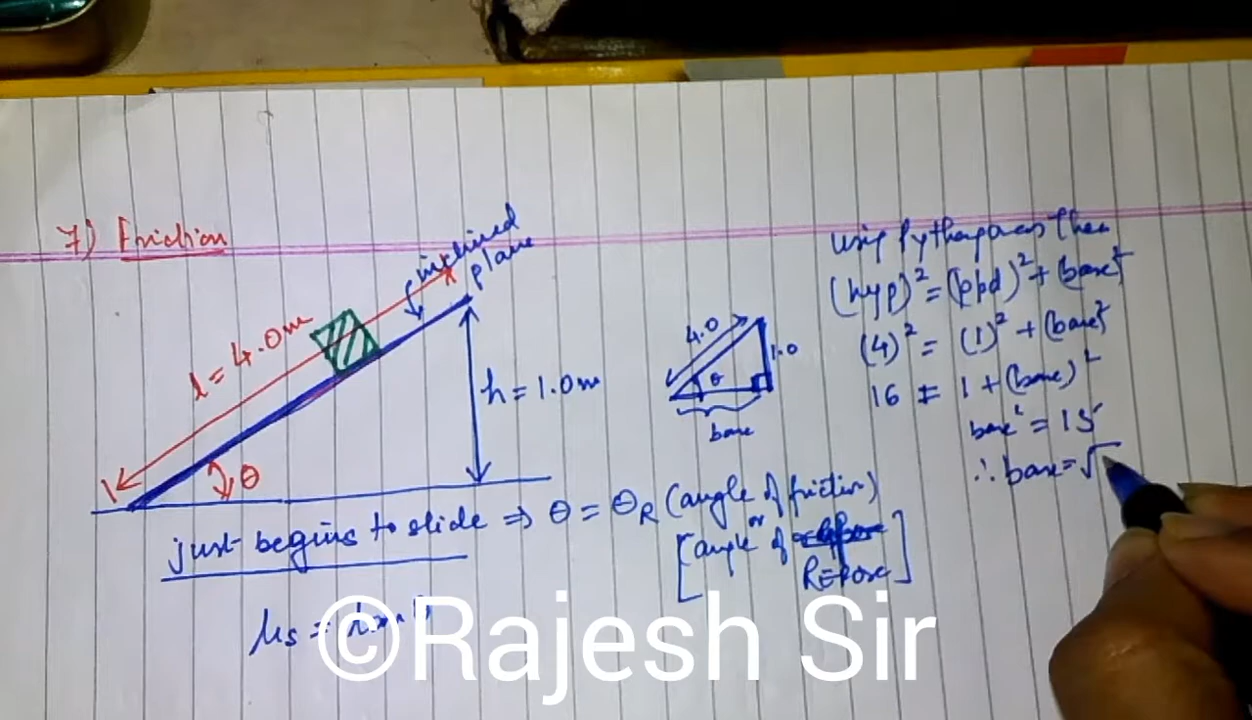 7) Friction
inclined
plane
l = 4.0m
h = 1.0m
θ
4.0
1.0
θ
base
using Pythagoras
(hyp)² = (ppd)² + (base)²
(4)² = (1)² + (base)²
16 = 1 + (base)²
base² = 15
∴ base = √
just begins to slide ⇒ θ = θR (angle of friction)
or
[angle of REPOSE]
μs =
©Rajesh Sir